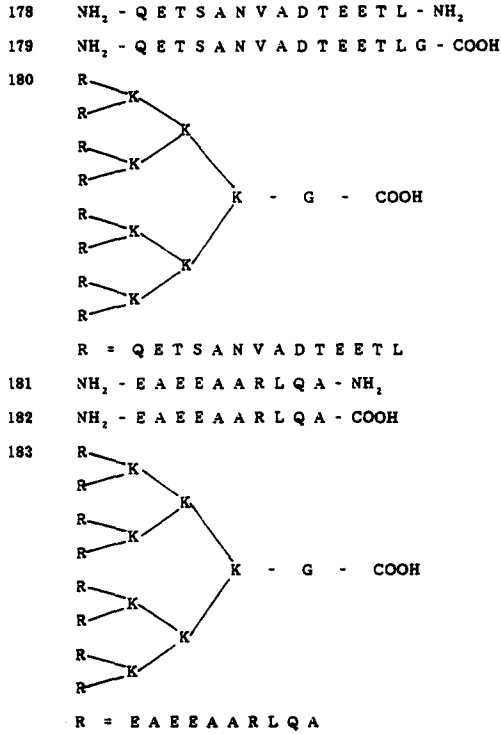 178 NH₂ - Q E T S A N V A D T E E T L - NH₂
179 NH₂ - Q E T S A N V A D T E E T L G - COOH
180 R
K
R
K
R
K
R
K - G - COOH
R
K
R
K
R
K
R
R = Q E T S A N V A D T E E T L
181 NH₂ - E A E E A A R L Q A - NH₂
182 NH₂ - E A E E A A R L Q A - COOH
183 R
K
R
K
R
K
R
K - G - COOH
R
K
R
K
R
K
R
R = E A E E A A R L Q A